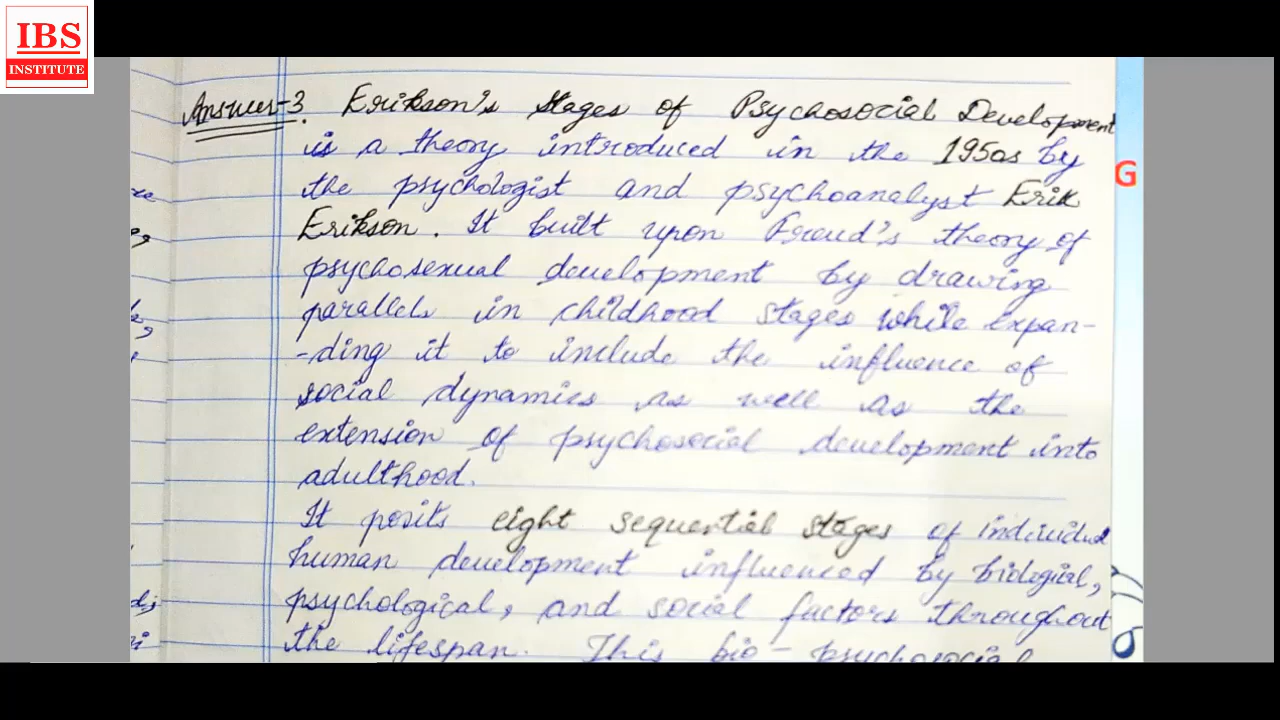 IBS
INSTITUTE
Answer-3. Erikson's Stages of Psychosocial Development
is a theory introduced in the 1950s by
the psychologist and psychoanalyst Erik
Erikson. It built upon Freud's theory of
psychosexual development by drawing
parallels in childhood stages while expan-
-ding it to include the influence of
social dynamics as well as the
extension of psychosocial development into
adulthood.
It posits eight sequential stages of individual
human development influenced by biological,
psychological, and social factors throughout
the lifespan. This bio-psychosocial
G